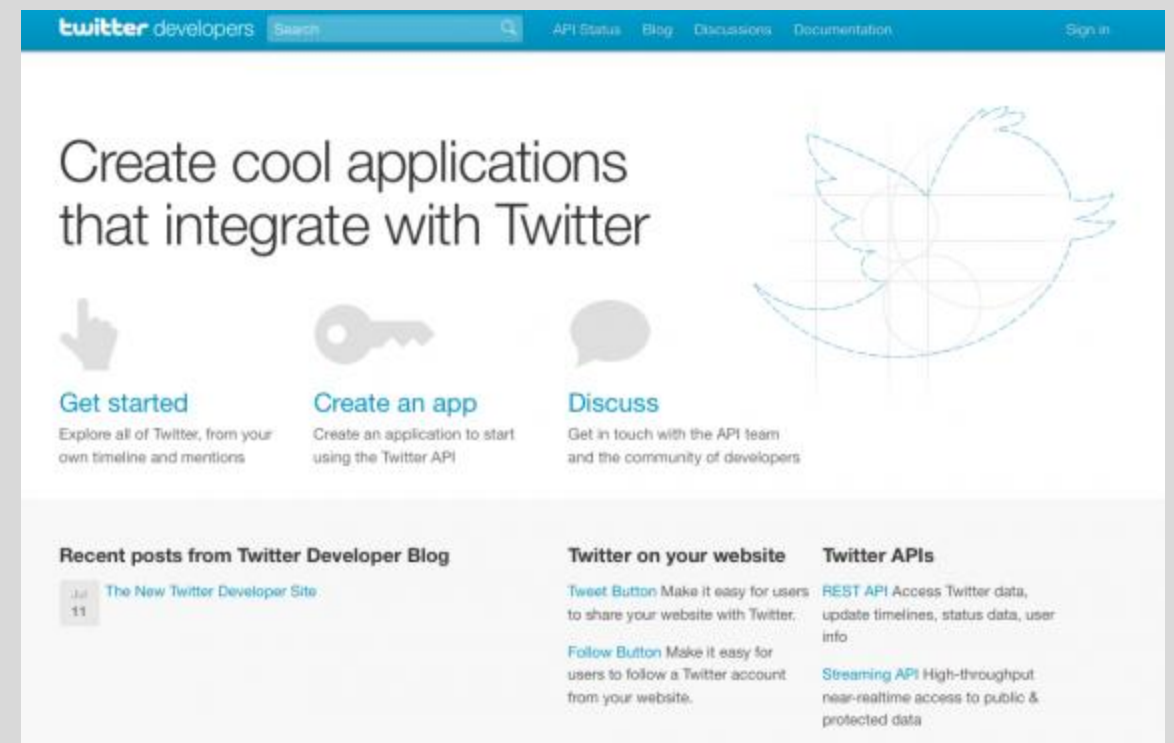 twitter developers Search API Status Blog Discussions Documentation Sign in
Create cool applications
that integrate with Twitter
Get started
Explore all of Twitter, from your
own timeline and mentions
Create an app
Create an application to start
using the Twitter API
Discuss
Get in touch with the API team
and the community of developers
Recent posts from Twitter Developer Blog
Jul
11
The New Twitter Developer Site
Twitter on your website
Tweet Button Make it easy for users
to share your website with Twitter.
Follow Button Make it easy for
users to follow a Twitter account
from your website.
Twitter APIs
REST API Access Twitter data,
update timelines, status data, user
info
Streaming API High-throughput
near-realtime access to public &
protected data